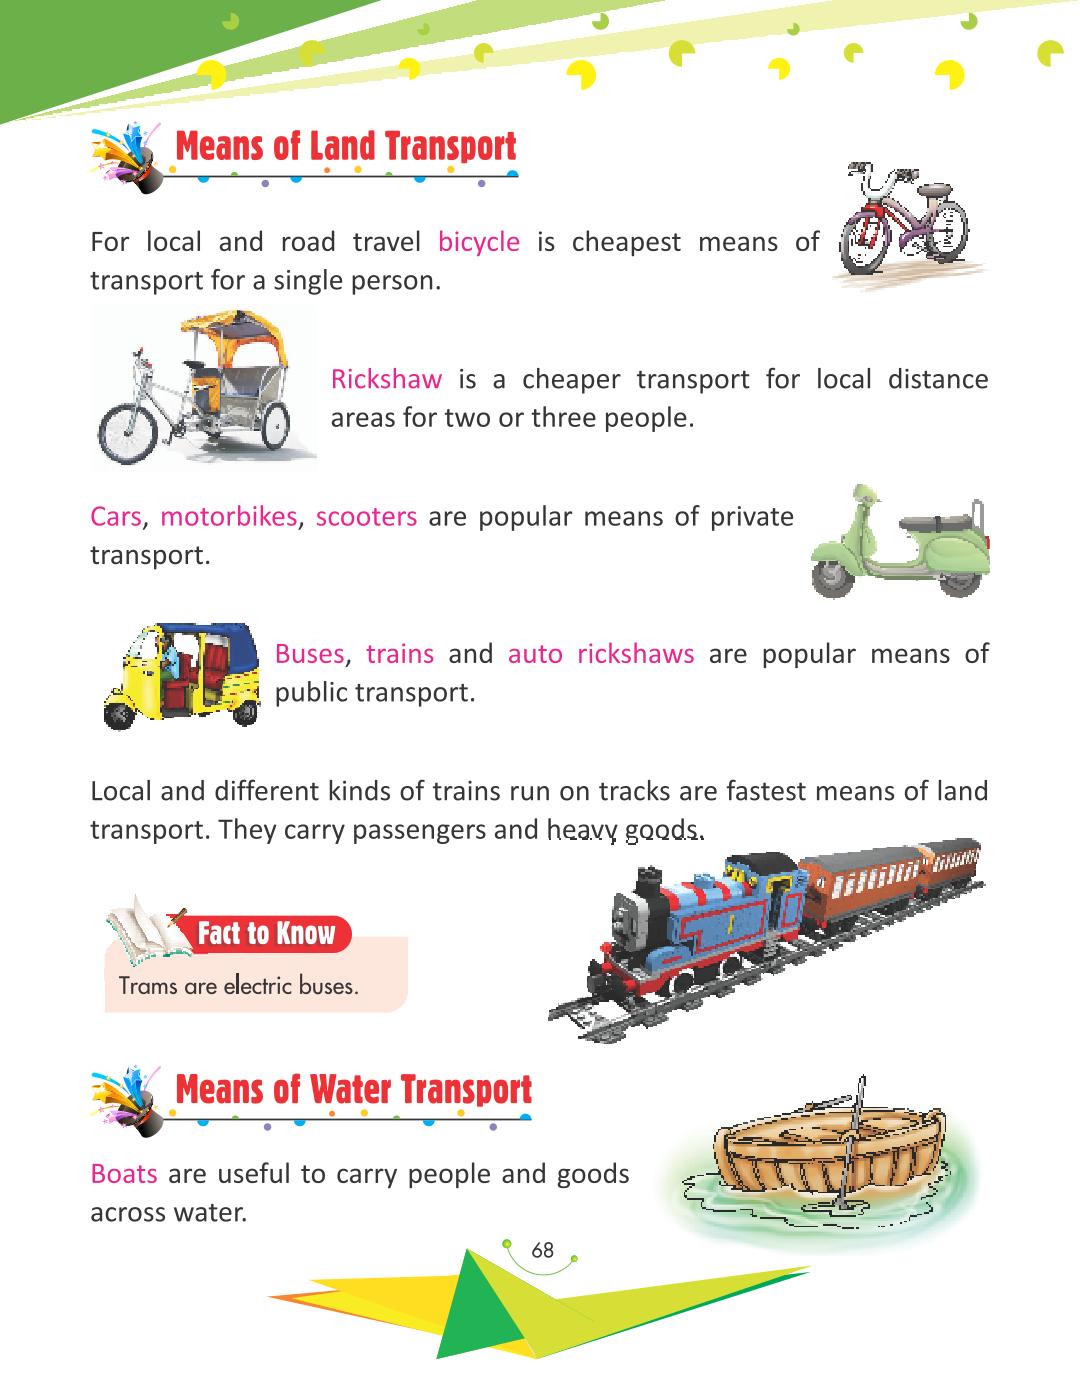 Means of Land Transport
For local and road travel bicycle is cheapest means of
transport for a single person.
Rickshaw is a cheaper transport for local distance
areas for two or three people.
Cars, motorbikes, scooters are popular means of private
transport.
Buses, trains and auto rickshaws are popular means of
public transport.
Local and different kinds of trains run on tracks are fastest means of land
transport. They carry passengers and heavy goods.
Fact to Know
Trams are electric buses.
Means of Water Transport
Boats are useful to carry people and goods
across water.
68